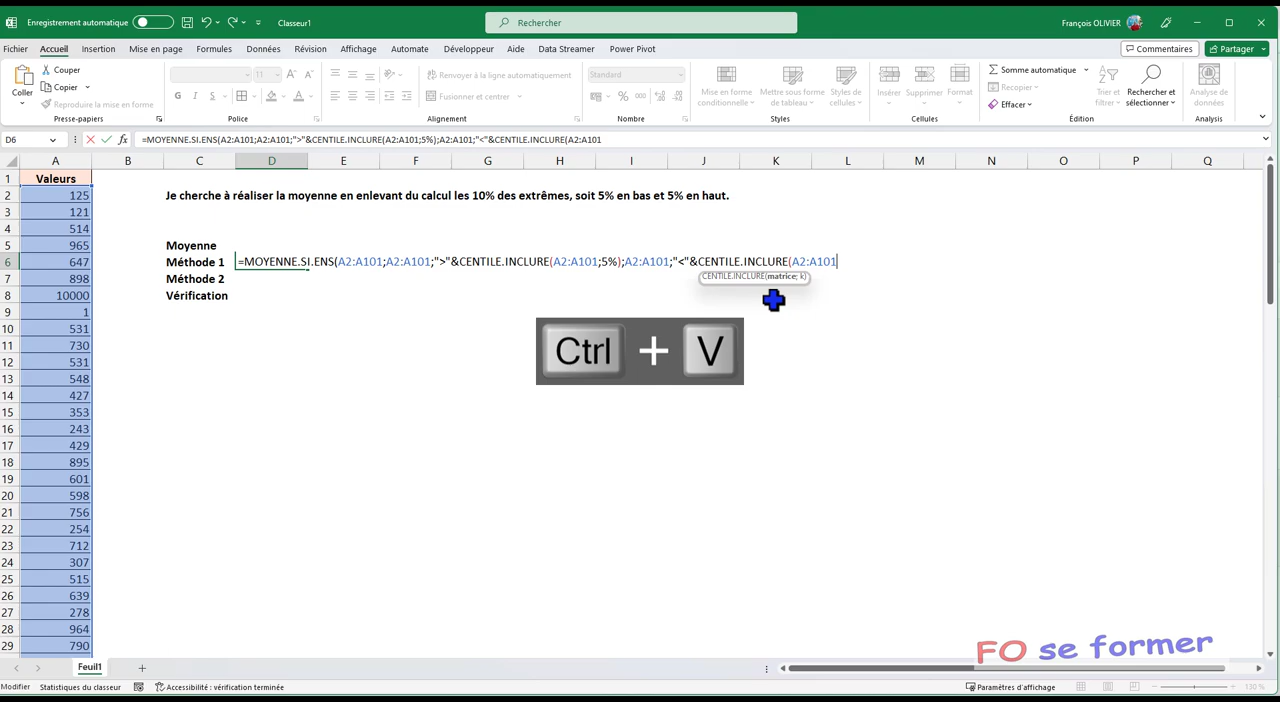 Enregistrement automatique
Classeur1
Rechercher
François OLIVIER
Fichier Accueil Insertion Mise en page Formules Données Révision Affichage Automate Développeur Aide Data Streamer Power Pivot
Commentaires Partager
Coller
Couper
Copier
Reproduire la mise en forme
Presse-papiers
11
G I S
Police
Renvoyer à la ligne automatiquement
Fusionner et centrer
Alignement
Standard
% 000
Nombre
Mise en forme conditionnelle
Mettre sous forme de tableau
Styles de cellules
Styles
Insérer Supprimer Format
Cellules
Somme automatique
Recopier
Effacer
Trier et filtrer
Rechercher et sélectionner
Édition
Analyse de données
Analysis
D6 fx =MOYENNE.SI.ENS(A2:A101;A2:A101;">"&CENTILE.INCLURE(A2:A101;5%);A2:A101;"<"&CENTILE.INCLURE(A2:A101
A B C D E F G H I J K L M N O P Q
1 Valeurs
2 125 Je cherche à réaliser la moyenne en enlevant du calcul les 10% des extrêmes, soit 5% en bas et 5% en haut.
3 121
4 514
5 965 Moyenne
6 647 Méthode 1 =MOYENNE.SI.ENS(A2:A101;A2:A101;">"&CENTILE.INCLURE(A2:A101;5%);A2:A101;"<"&CENTILE.INCLURE(A2:A101
CENTILE.INCLURE(matrice; k)
7 898 Méthode 2
8 10000 Vérification
9 1
10 531
11 730
12 531
13 548
14 427
15 353
16 243
17 429
18 895
19 601
20 598
21 756
22 254
23 712
24 307
25 515
26 639
27 278
28 964
29 790
Ctrl + V
FO se former
Feuil1
Modifier Statistiques du classeur Accessibilité : vérification terminée
Paramètres d'affichage
130 %